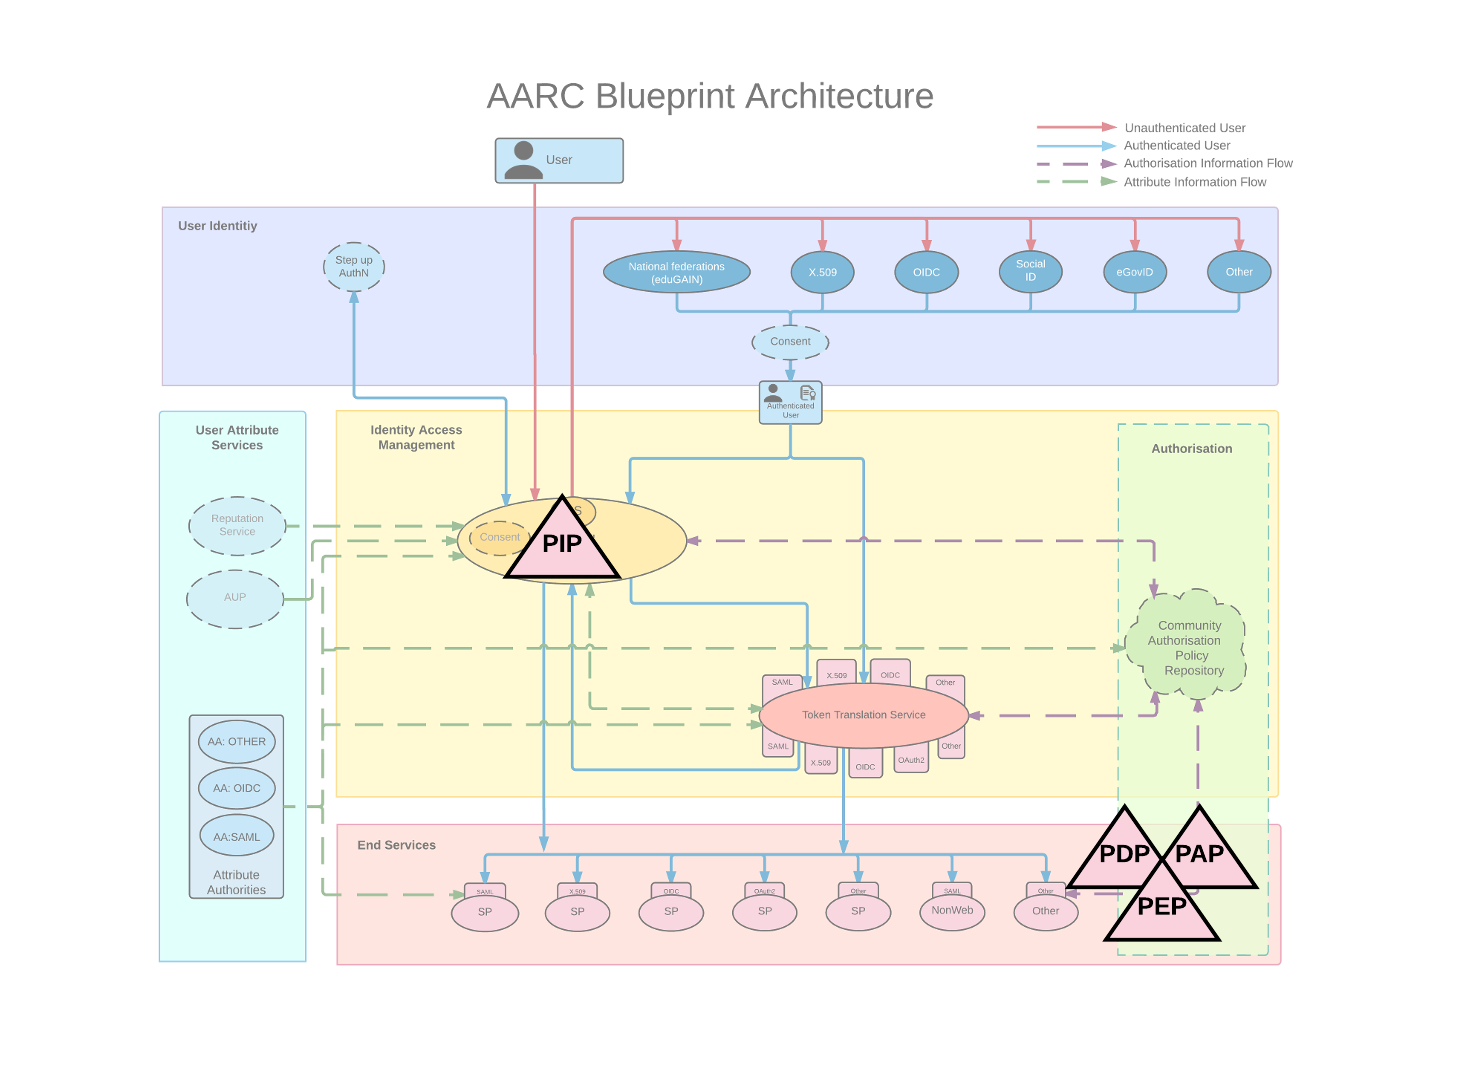 AARC Blueprint Architecture
Unauthenticated User
Authenticated User
Authorisation Information Flow
Attribute Information Flow
User
User Identitiy
Step up
AuthN
National federations
(eduGAIN)
X.509
OIDC
Social
ID
eGovID
Other
Consent
Authenticated
User
User Attribute
Services
Identity Access
Management
Authorisation
Reputation
Service
AUP
Consent
S
PIP
Community
Authorisation
Policy
Repository
SAML
X.509
OIDC
Other
Token Translation Service
SAML
X.509
OIDC
OAuth2
Other
AA: OTHER
AA: OIDC
AA:SAML
Attribute
Authorities
End Services
PDP
PAP
PEP
SAML
SP
X.509
SP
OIDC
SP
OAuth2
SP
Other
SP
SAML
NonWeb
Other
Other